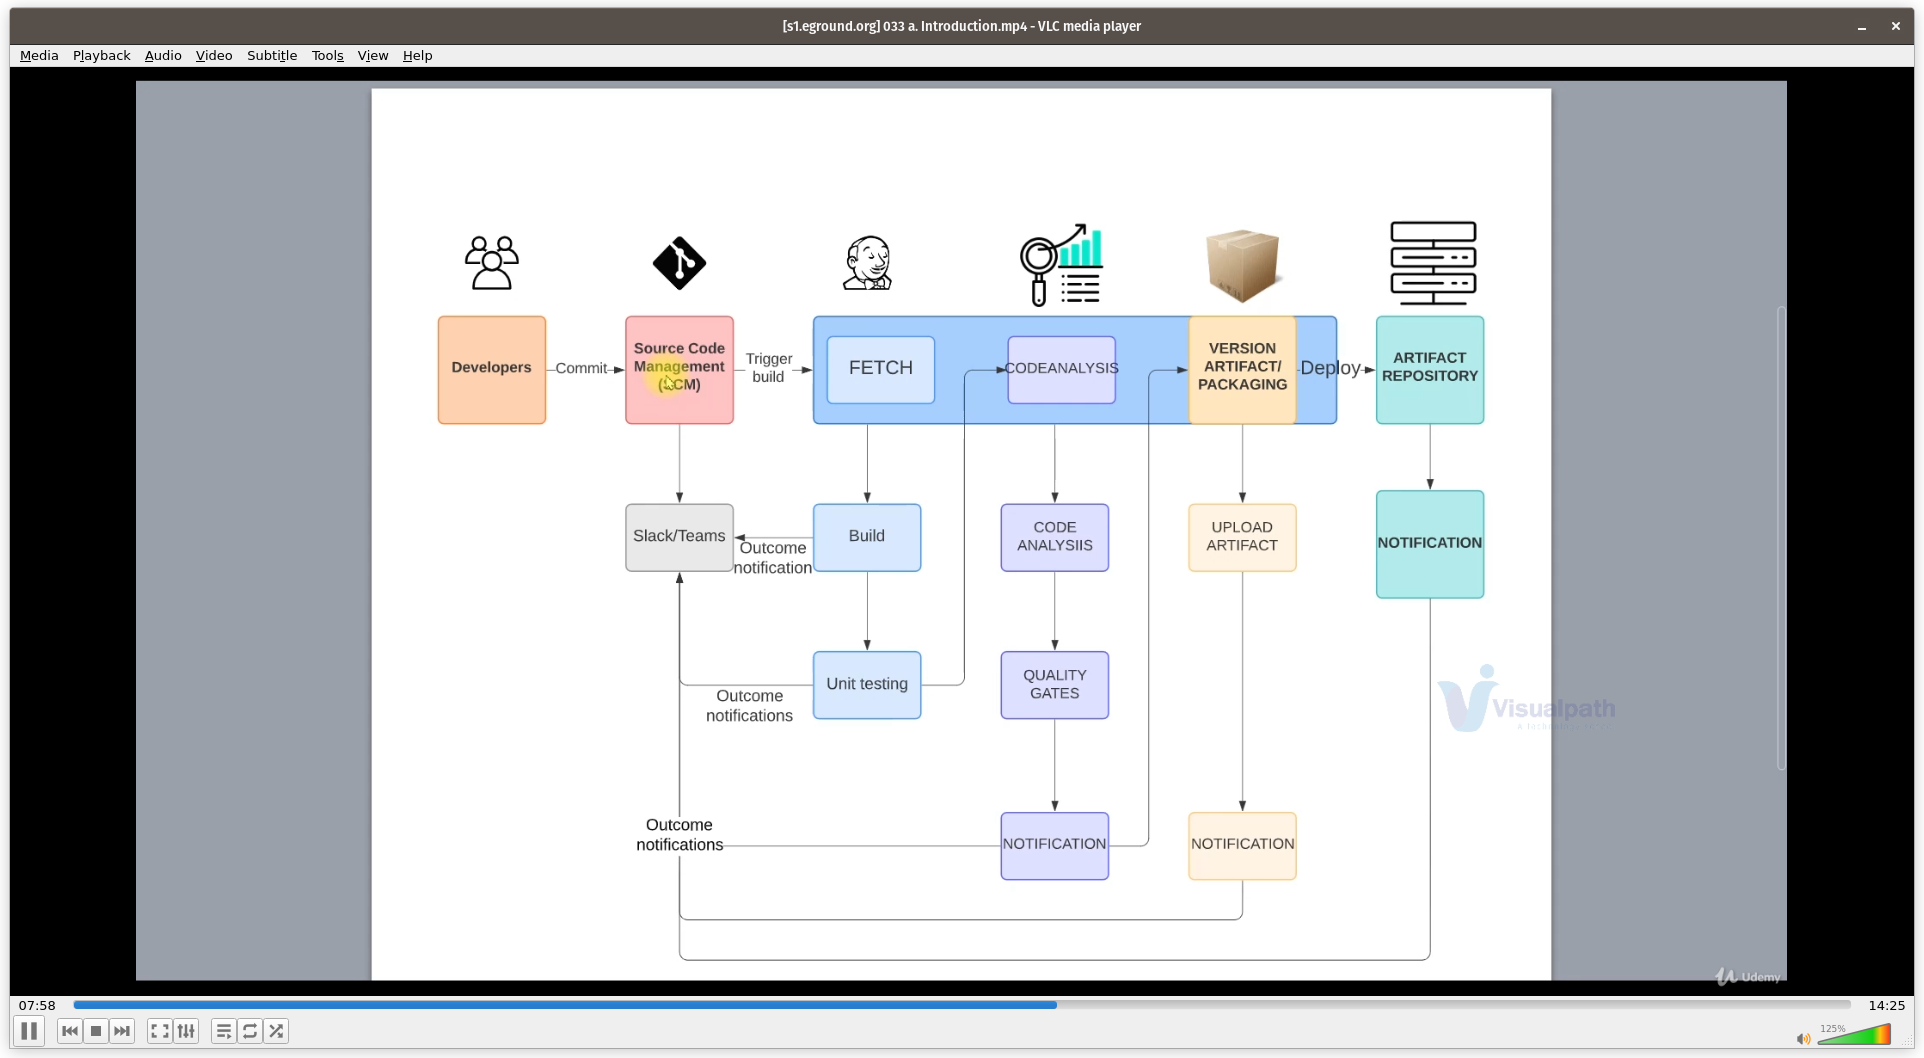 [s1.eground.org] 033 a. Introduction.mp4 - VLC media player
Media Playback Audio Video Subtitle Tools View Help
Developers
Commit
Source Code
Management
(SCM)
Trigger
build
FETCH
CODEANALYSIS
VERSION
ARTIFACT/
PACKAGING
Deploy
ARTIFACT
REPOSITORY
Slack/Teams
Outcome
notification
Build
CODE
ANALYSIIS
UPLOAD
ARTIFACT
NOTIFICATION
Unit testing
Outcome
notifications
QUALITY
GATES
Visualpath
Outcome
notifications
NOTIFICATION
NOTIFICATION
Udemy
07:58
14:25
125%